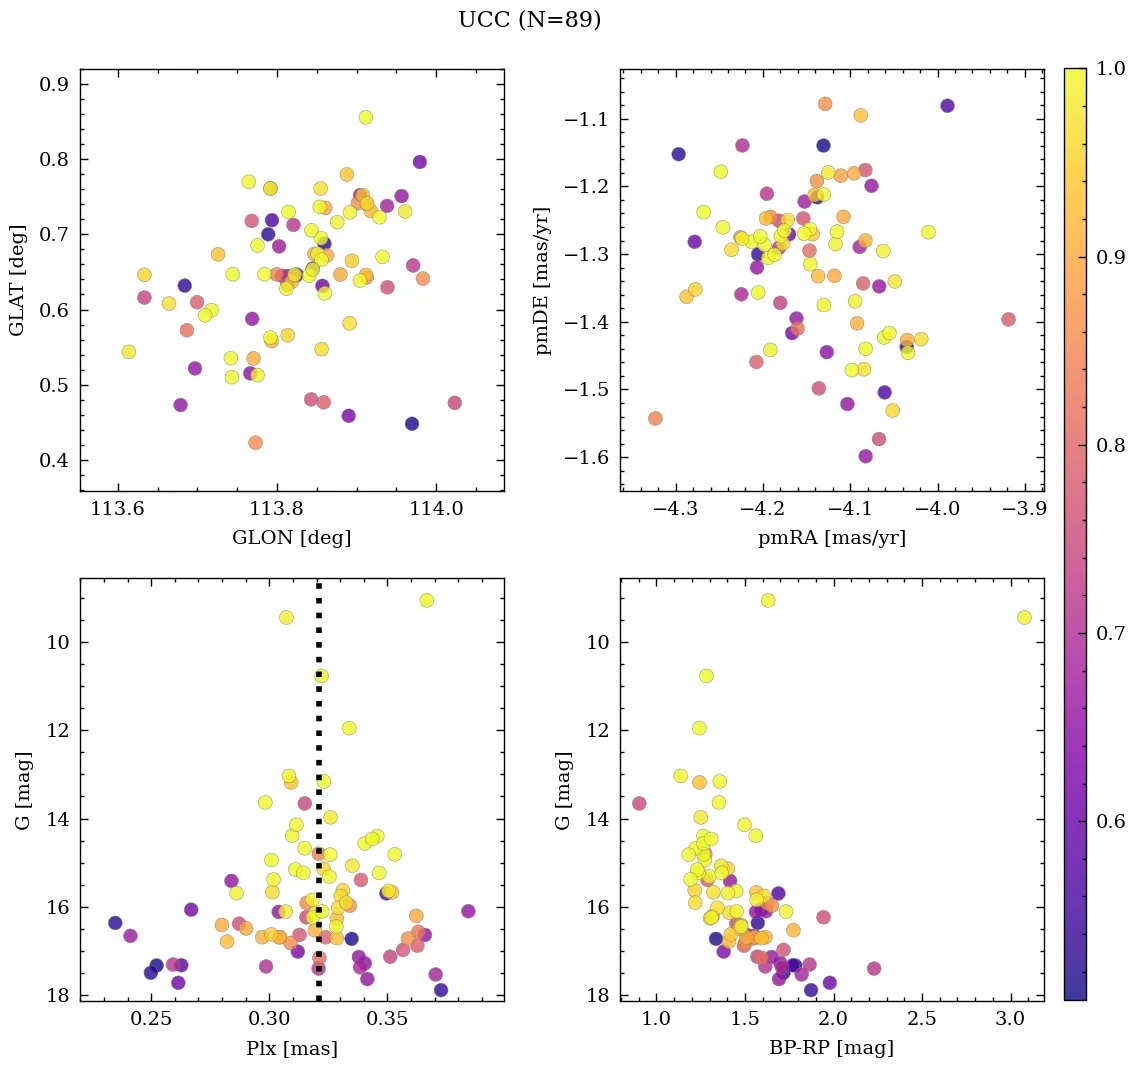 UCC (N=89)
0.9
0.8
0.7
0.6
0.5
0.4
GLAT [deg]
113.6 113.8 114.0
GLON [deg]
−1.1
−1.2
−1.3
−1.4
−1.5
−1.6
pmDE [mas/yr]
−4.3 −4.2 −4.1 −4.0 −3.9
pmRA [mas/yr]
1.0
0.9
0.8
0.7
0.6
10
12
14
16
18
G [mag]
0.25 0.30 0.35
Plx [mas]
10
12
14
16
18
G [mag]
1.0 1.5 2.0 2.5 3.0
BP-RP [mag]